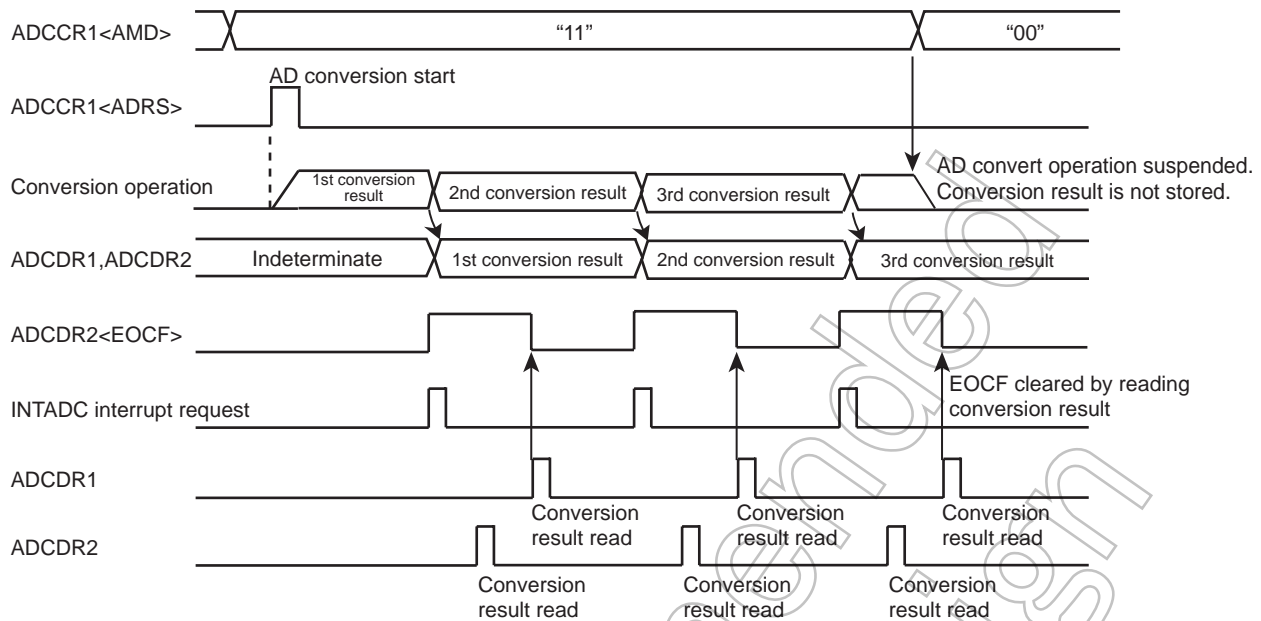 ADCCR1<AMD> “11” “00”
AD conversion start
ADCCR1<ADRS>
Conversion operation
1st conversion
result
2nd conversion result
3rd conversion result
AD convert operation suspended.
Conversion result is not stored.
ADCDR1,ADCDR2 Indeterminate 1st conversion result 2nd conversion result 3rd conversion result
ADCDR2<EOCF>
EOCF cleared by reading
conversion result
INTADC interrupt request
ADCDR1
Conversion
result read
Conversion
result read
Conversion
result read
ADCDR2
Conversion
result read
Conversion
result read
Conversion
result read